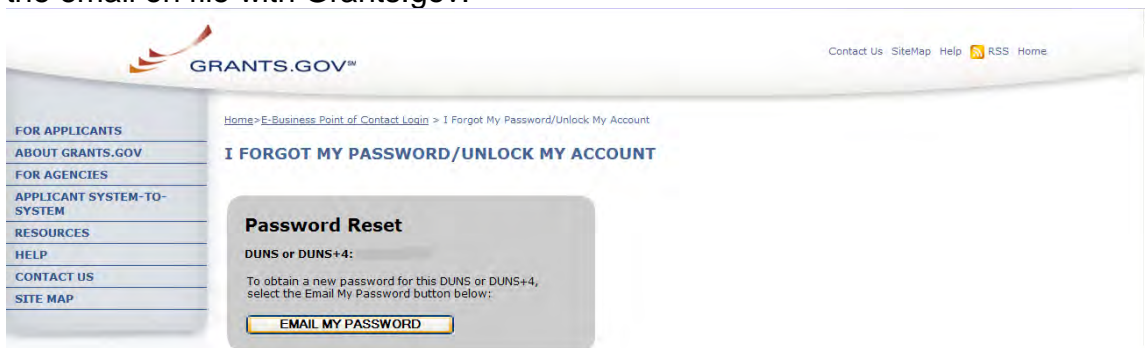 the email on file with Grants.gov.
GRANTS.GOV℠
Contact Us SiteMap Help RSS Home
Home>E-Business Point of Contact Login > I Forgot My Password/Unlock My Account
I FORGOT MY PASSWORD/UNLOCK MY ACCOUNT
FOR APPLICANTS
ABOUT GRANTS.GOV
FOR AGENCIES
APPLICANT SYSTEM-TO-
SYSTEM
RESOURCES
HELP
CONTACT US
SITE MAP
Password Reset
DUNS or DUNS+4:
To obtain a new password for this DUNS or DUNS+4,
select the Email My Password button below:
EMAIL MY PASSWORD